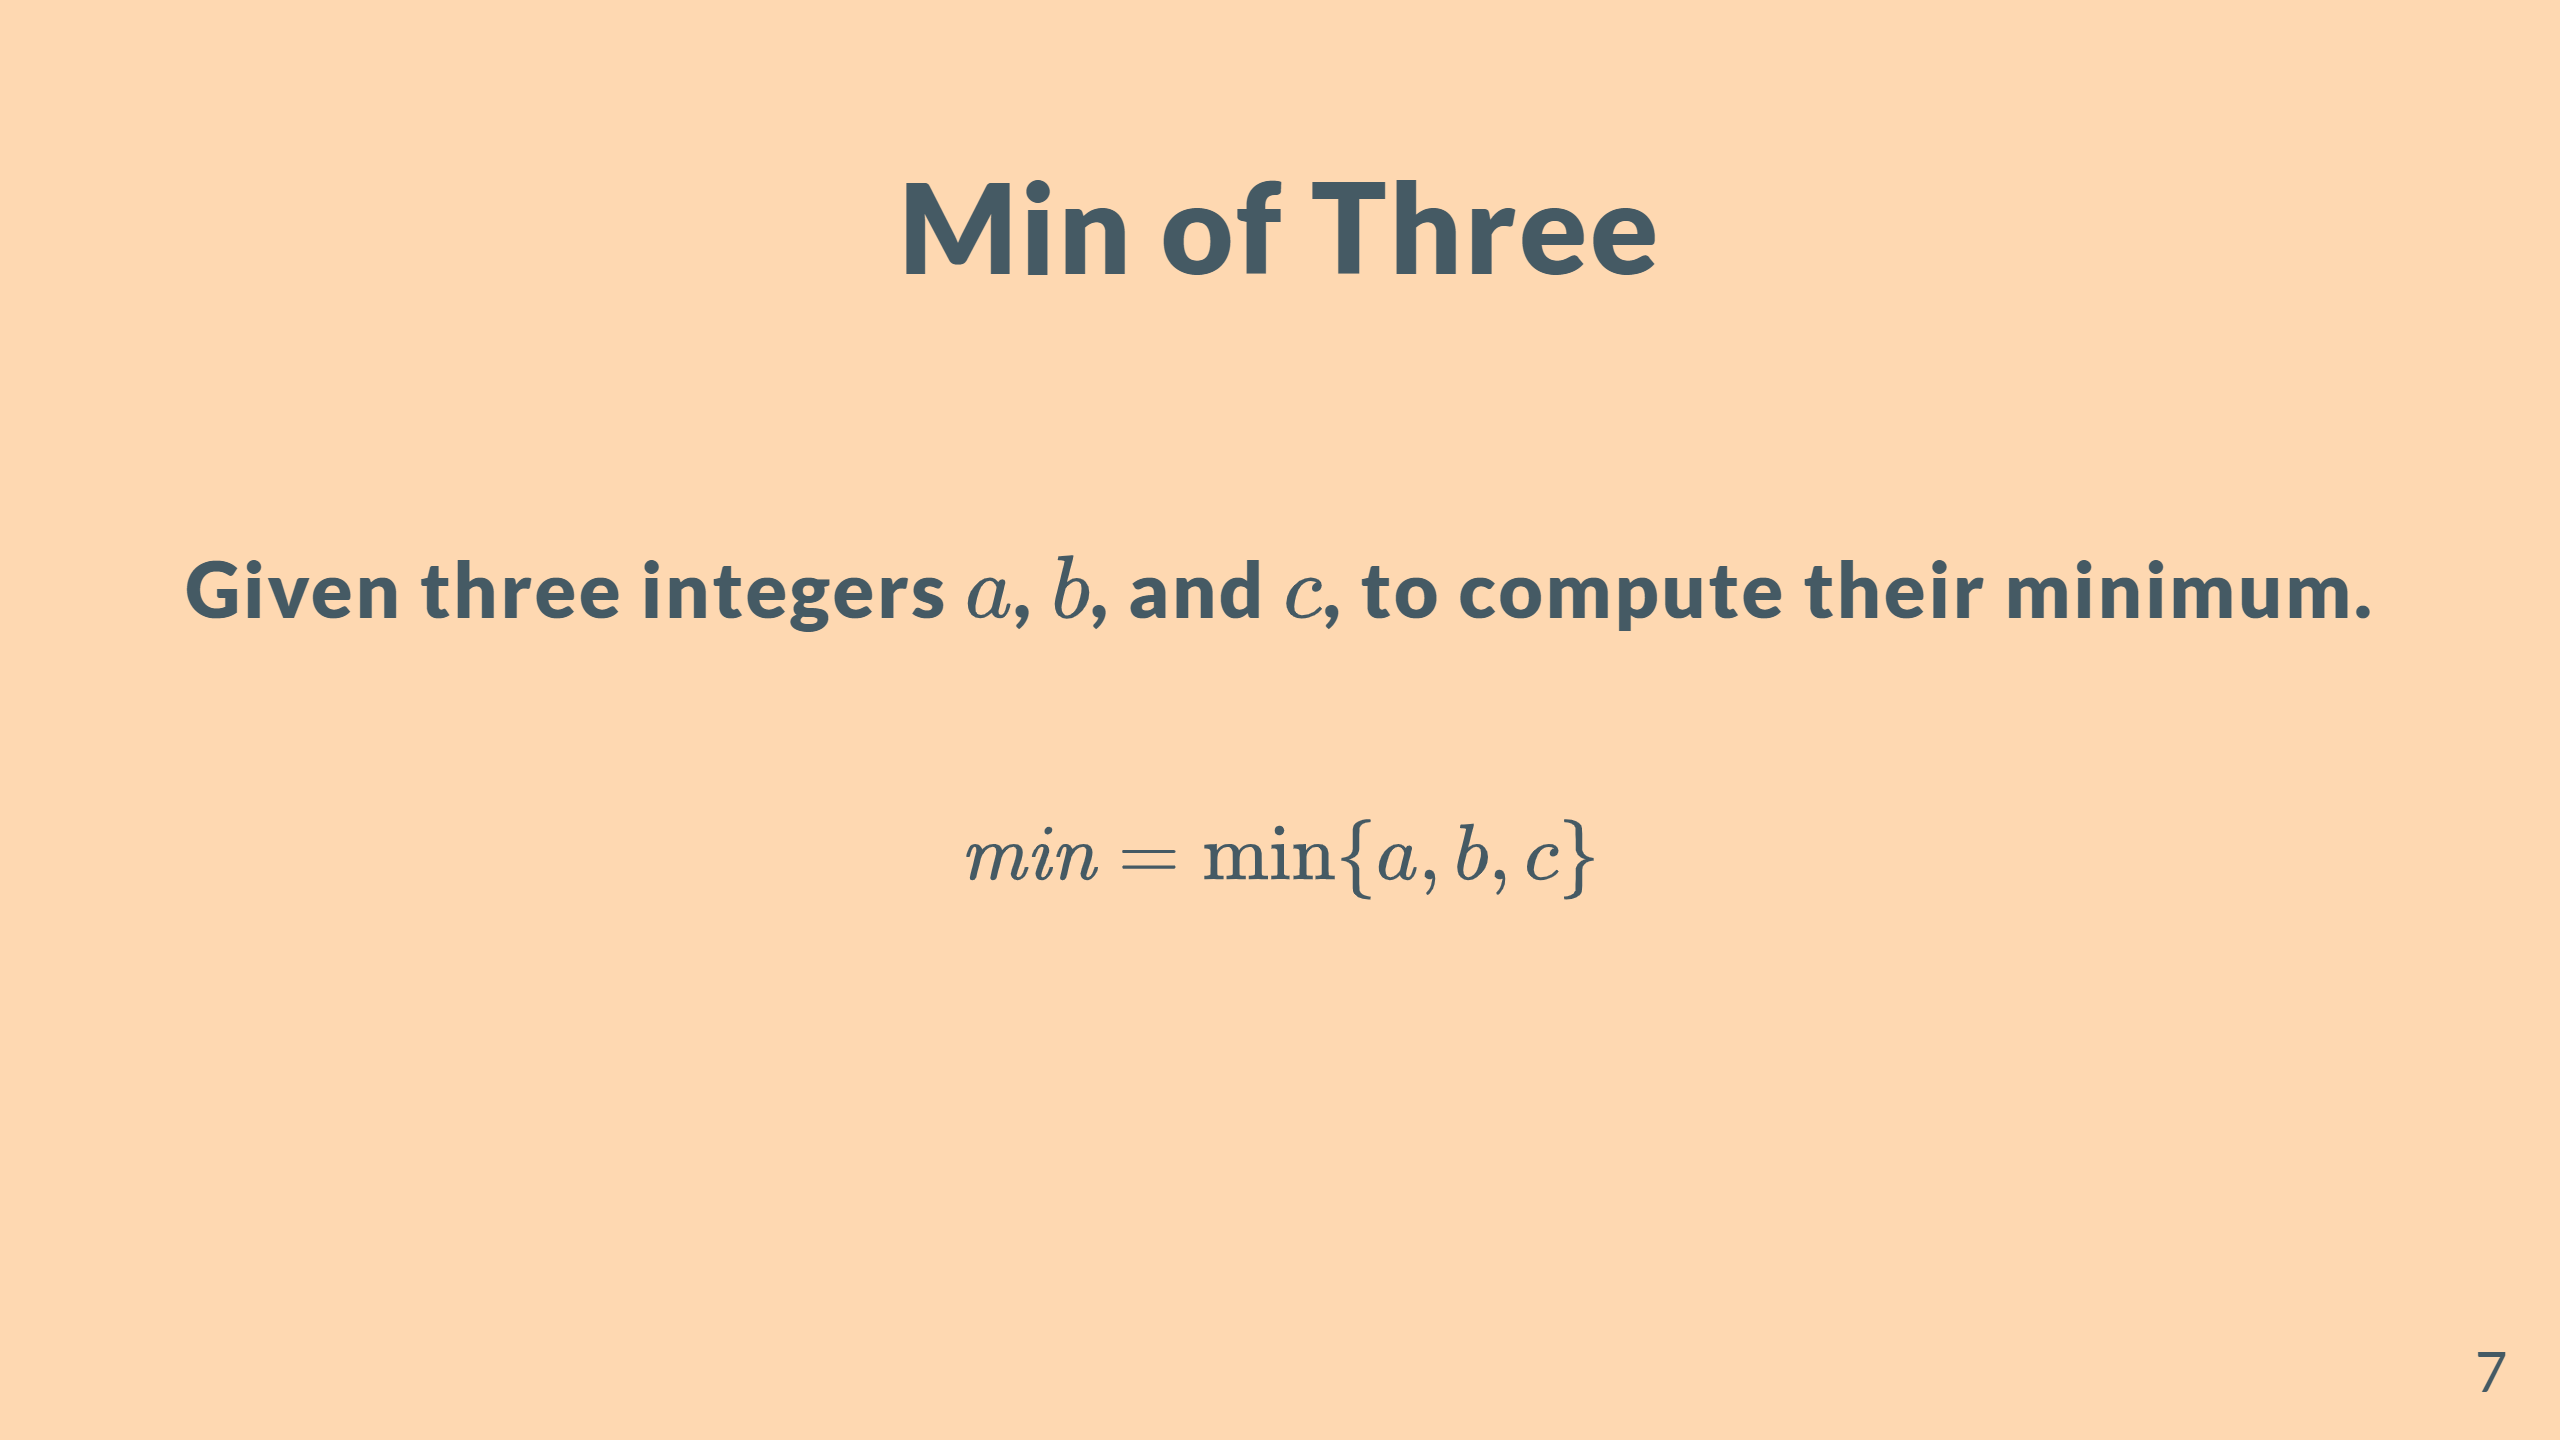 Min of Three
Given three integers a, b, and c, to compute their minimum.
min = min{a, b, c}
7